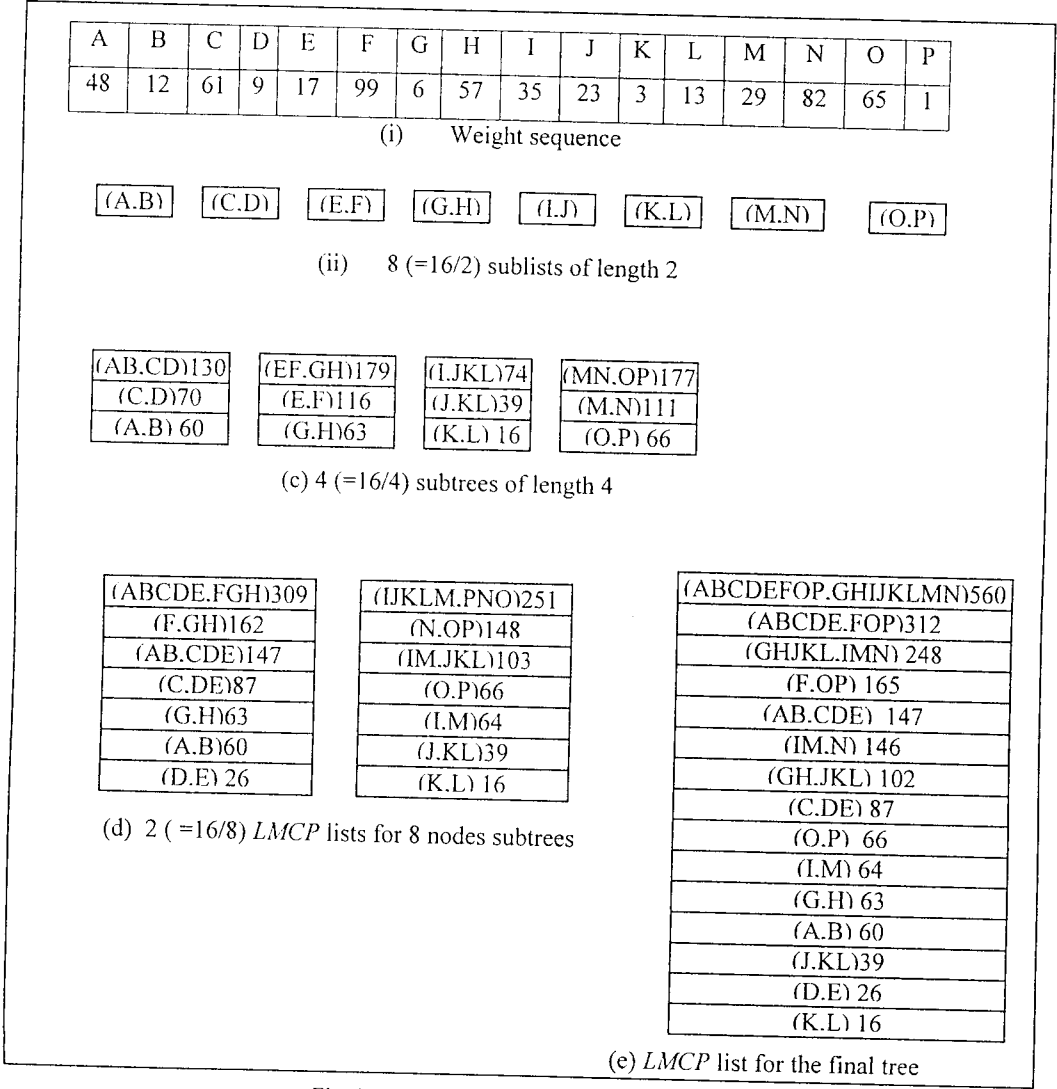 A B C D E F G H I J K L M N O P
48 12 61 9 17 99 6 57 35 23 3 13 29 82 65 1
(i) Weight sequence
(A.B) (C.D) (E.F) (G.H) (I.J) (K.L) (M.N) (O.P)
(ii) 8 (=16/2) sublists of length 2
(AB.CD)130 (EF.GH)179 (I.JKL)74 (MN.OP)177
(C.D)70 (E.F)116 (J.KL)39 (M.N)111
(A.B) 60 (G.H)63 (K.L) 16 (O.P) 66
(c) 4 (=16/4) subtrees of length 4
(ABCDE.FGH)309
(F.GH)162
(AB.CDE)147
(C.DE)87
(G.H)63
(A.B)60
(D.E) 26
(IJKLM.PNO)251
(N.OP)148
(IM.JKL)103
(O.P)66
(I.M)64
(J.KL)39
(K.L) 16
(d) 2 ( =16/8) LMCP lists for 8 nodes subtrees
(ABCDEFOP.GHIJKLMN)560
(ABCDE.FOP)312
(GHJKL.IMN) 248
(F.OP) 165
(AB.CDE) 147
(IM.N) 146
(GH.JKL) 102
(C.DE) 87
(O.P) 66
(I.M) 64
(G.H) 63
(A.B) 60
(J.KL)39
(D.E) 26
(K.L) 16
(e) LMCP list for the final tree